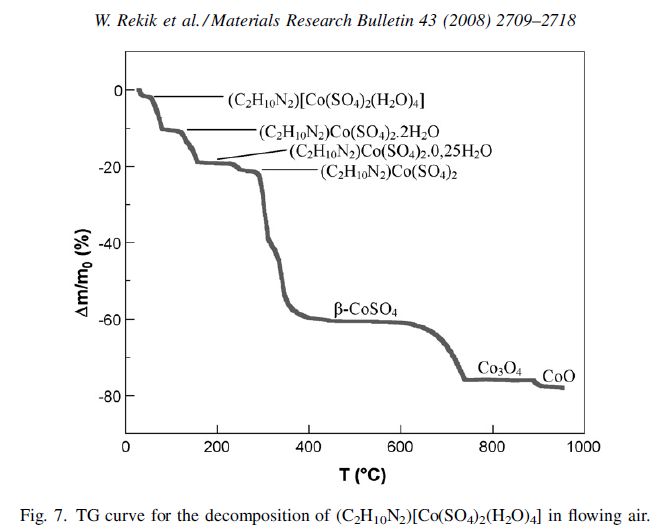 W. Rekik et al. / Materials Research Bulletin 43 (2008) 2709–2718
0
(C₂H₁₀N₂)[Co(SO₄)₂(H₂O)₄]
(C₂H₁₀N₂)Co(SO₄)₂.2H₂O
(C₂H₁₀N₂)Co(SO₄)₂.0,25H₂O
-20
(C₂H₁₀N₂)Co(SO₄)₂
-40
Δm/m₀ (%)
β-CoSO₄
-60
Co₃O₄
CoO
-80
0 200 400 600 800 1000
T (°C)
Fig. 7. TG curve for the decomposition of (C₂H₁₀N₂)[Co(SO₄)₂(H₂O)₄] in flowing air.